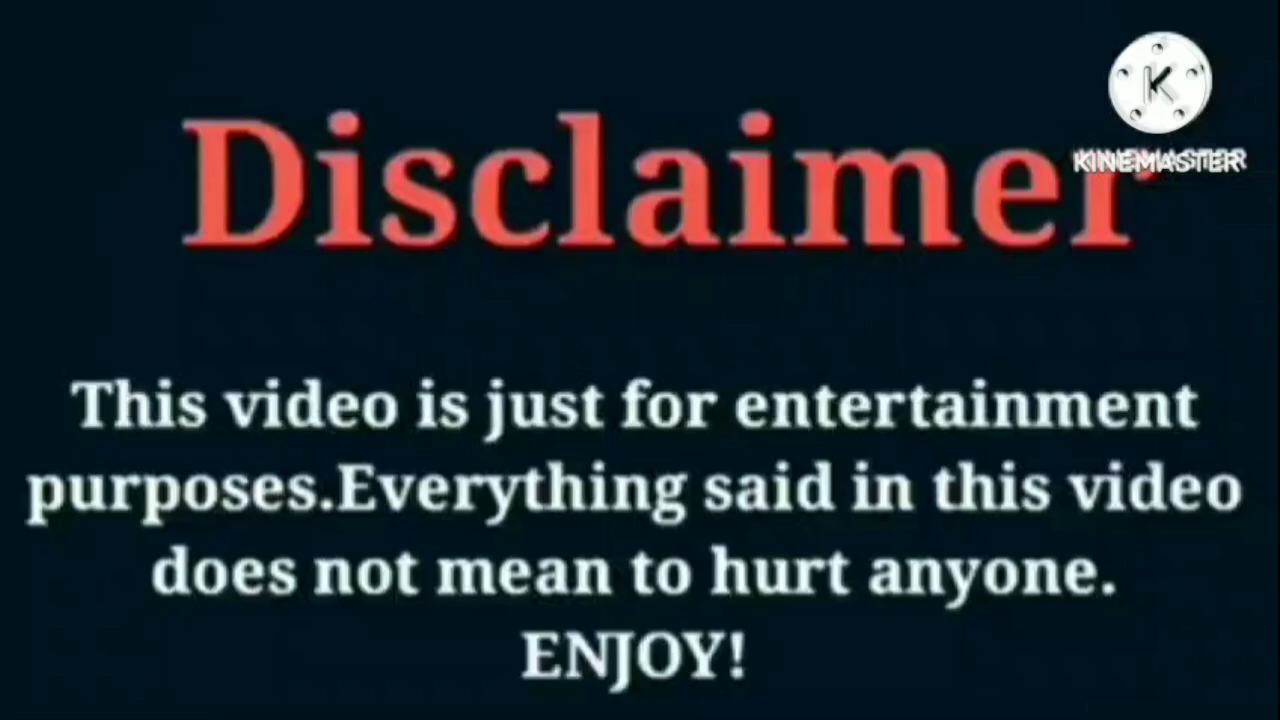 K
KINEMASTER
Disclaimer
This video is just for entertainment
purposes.Everything said in this video
does not mean to hurt anyone.
ENJOY!